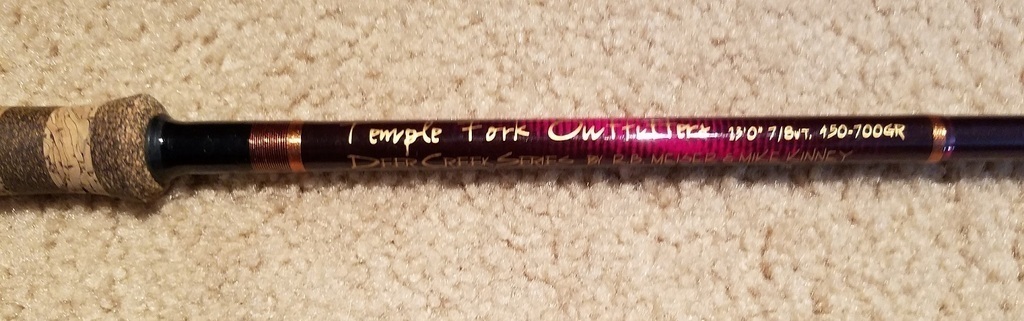 Temple Fork Outfitters 13'0" 7/8WT. 450-700GR
DEER CREEK SERIES BY R.B. MEISER & MIKE KINNEY